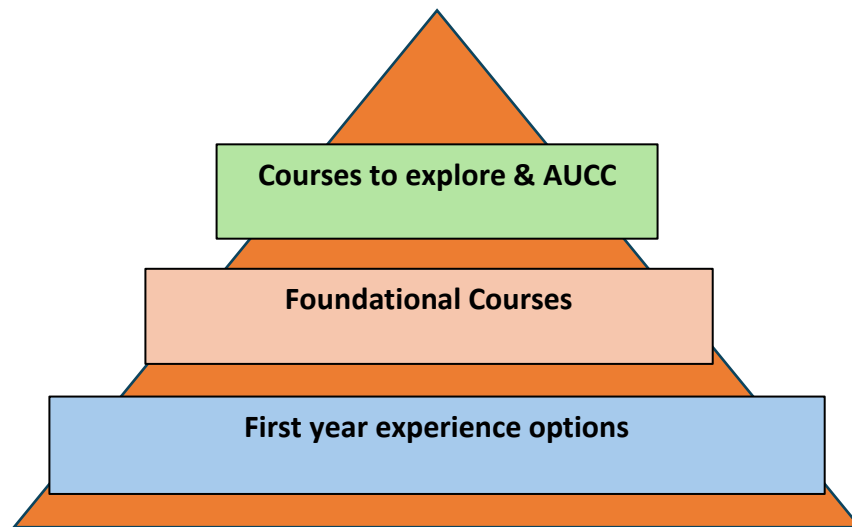 Courses to explore & AUCC
Foundational Courses
First year experience options